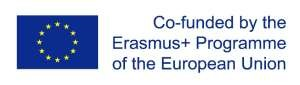 Co-funded by the
Erasmus+ Programme
of the European Union